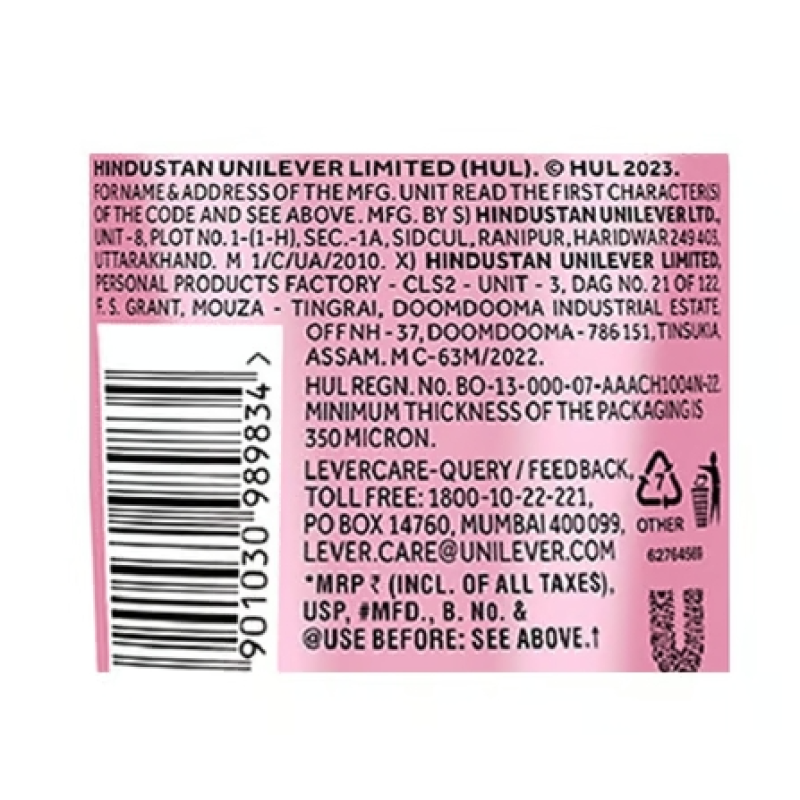 HINDUSTAN UNILEVER LIMITED (HUL). © HUL 2023.
FOR NAME & ADDRESS OF THE MFG. UNIT READ THE FIRST CHARACTER(S)
OF THE CODE AND SEE ABOVE. MFG. BY S) HINDUSTAN UNILEVER LTD.,
UNIT-8, PLOT NO. 1-(1-H), SEC.-1A, SIDCUL, RANIPUR, HARIDWAR 249403,
UTTARAKHAND. M 1/C/UA/2010. X) HINDUSTAN UNILEVER LIMITED,
PERSONAL PRODUCTS FACTORY - CLS2 - UNIT - 3, DAG NO. 21 OF 122,
F. S. GRANT, MOUZA - TINGRAI, DOOMDOOMA INDUSTRIAL ESTATE,
OFF NH - 37, DOOMDOOMA - 786151, TINSUKIA,
ASSAM. M C-63M/2022.
HUL REGN. No. BO-13-000-07-AAACH1004N-22.
MINIMUM THICKNESS OF THE PACKAGING IS
350 MICRON.
LEVERCARE-QUERY / FEEDBACK,
TOLL FREE: 1800-10-22-221,
PO BOX 14760, MUMBAI 400 099,
LEVER.CARE@UNILEVER.COM
*MRP ₹ (INCL. OF ALL TAXES),
USP, #MFD., B. No. &
@USE BEFORE: SEE ABOVE.†
7
OTHER
62764569
901030 989834 >